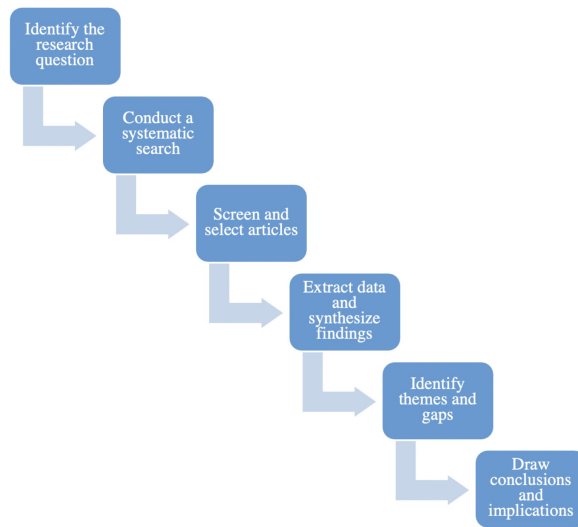 Identify the
research
question
Conduct a
systematic
search
Screen and
select articles
Extract data
and
synthesize
findings
Identify
themes and
gaps
Draw
conclusions
and
implications